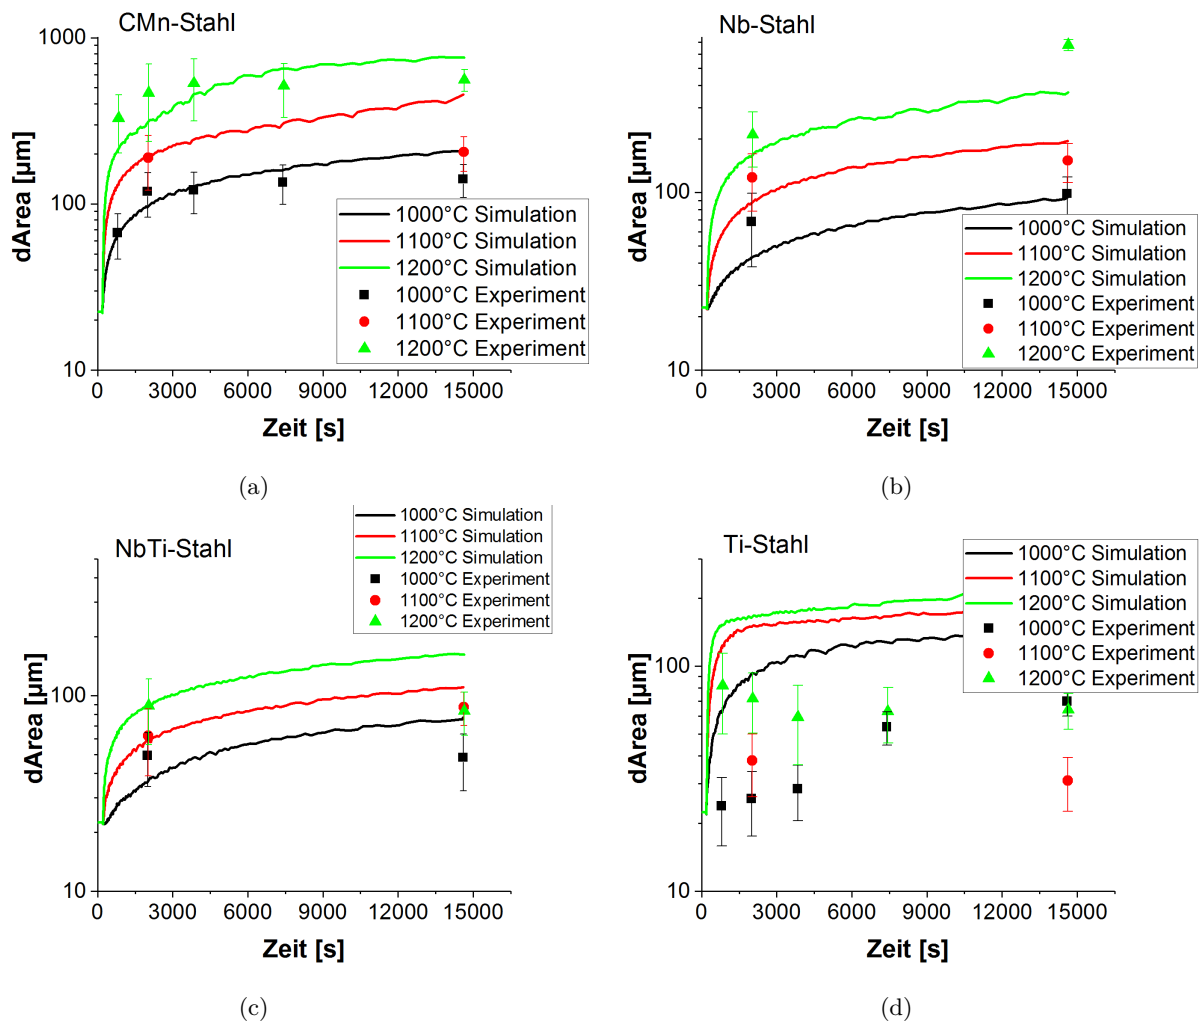 CMn-Stahl
1000
100
10
dArea [µm]
0 3000 6000 9000 12000 15000
Zeit [s]
1000°C Simulation
1100°C Simulation
1200°C Simulation
1000°C Experiment
1100°C Experiment
1200°C Experiment
(a)
Nb-Stahl
100
10
dArea [µm]
0 3000 6000 9000 12000 15000
Zeit [s]
1000°C Simulation
1100°C Simulation
1200°C Simulation
1000°C Experiment
1100°C Experiment
1200°C Experiment
(b)
NbTi-Stahl
1000°C Simulation
1100°C Simulation
1200°C Simulation
1000°C Experiment
1100°C Experiment
1200°C Experiment
100
10
dArea [µm]
0 3000 6000 9000 12000 15000
Zeit [s]
(c)
Ti-Stahl
1000°C Simulation
1100°C Simulation
1200°C Simulation
1000°C Experiment
1100°C Experiment
1200°C Experiment
100
10
dArea [µm]
0 3000 6000 9000 12000 15000
Zeit [s]
(d)